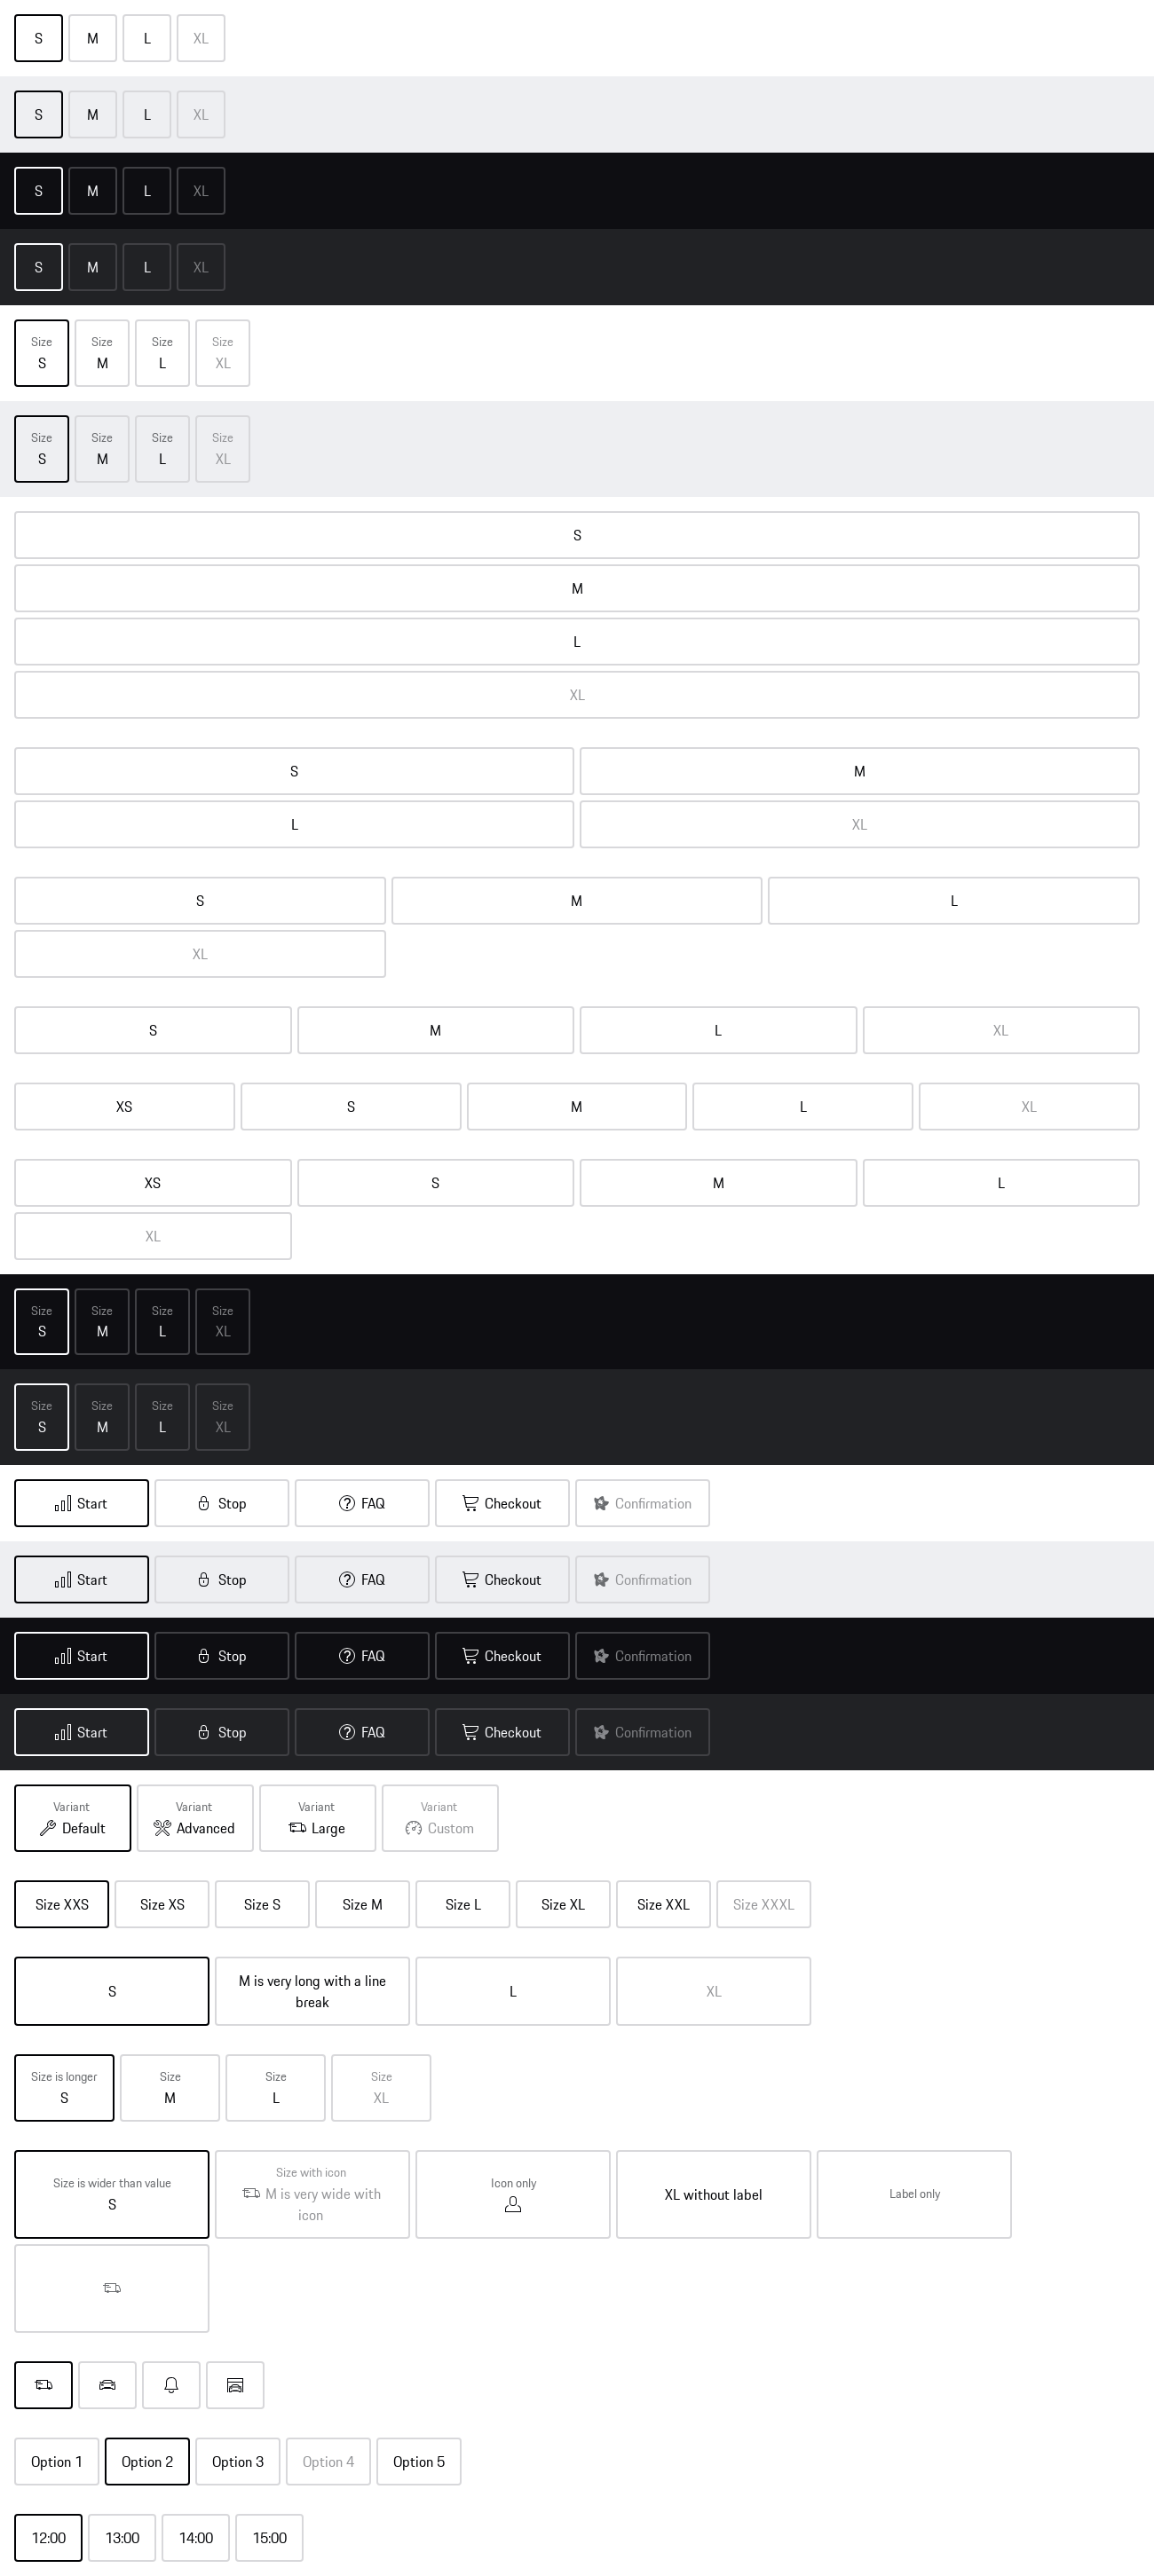 S M L XL
S M L XL
S M L XL
S M L XL
Size Size Size Size
S M L XL
Size Size Size Size
S M L XL
S
M
L
XL
S M
L XL
S M L
XL
S M L XL
XS S M L XL
XS S M L
XL
Size Size Size Size
S M L XL
Size Size Size Size
S M L XL
Start Stop FAQ Checkout Confirmation
Start Stop FAQ Checkout Confirmation
Start Stop FAQ Checkout Confirmation
Start Stop FAQ Checkout Confirmation
Variant Variant Variant Variant
Default Advanced Large Custom
Size XXS Size XS Size S Size M Size L Size XL Size XXL Size XXXL
S M is very long with a line break L XL
Size is longer Size Size Size
S M L XL
Size is wider than value
S
Size with icon
M is very wide with
icon
Icon only
XL without label
Label only
Option 1 Option 2 Option 3 Option 4 Option 5
12:00 13:00 14:00 15:00